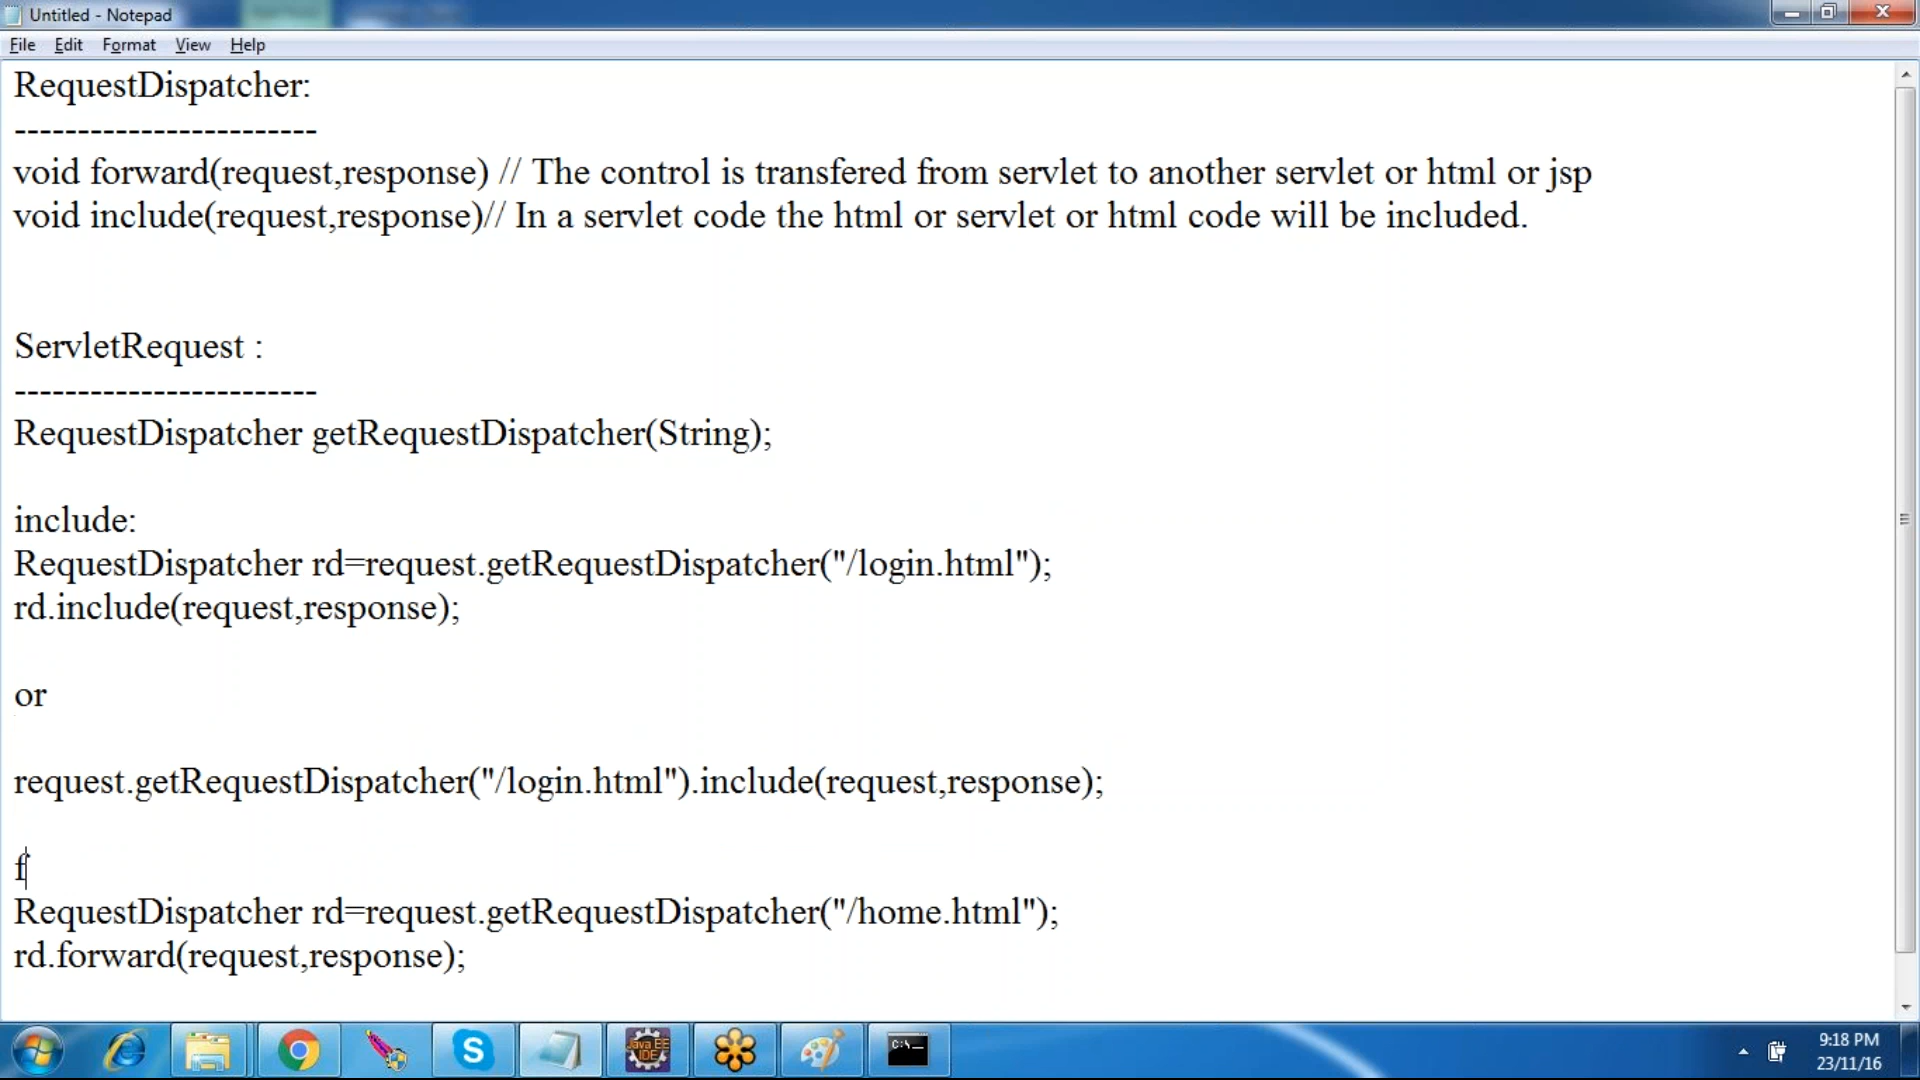 Untitled - Notepad
File Edit Format View Help
RequestDispatcher:
------------------------
void forward(request,response) // The control is transfered from servlet to another servlet or html or jsp
void include(request,response)// In a servlet code the html or servlet or html code will be included.
ServletRequest :
------------------------
RequestDispatcher getRequestDispatcher(String);
include:
RequestDispatcher rd=request.getRequestDispatcher("/login.html");
rd.include(request,response);
or
request.getRequestDispatcher("/login.html").include(request,response);
f
RequestDispatcher rd=request.getRequestDispatcher("/home.html");
rd.forward(request,response);
Java EE
IDE
C:\
9:18 PM
23/11/16